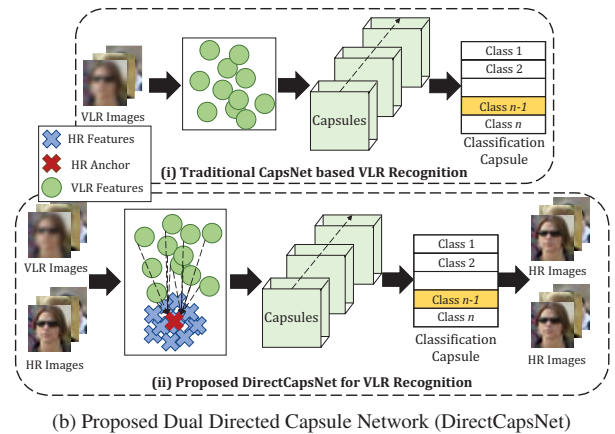 VLR Images
Capsules
Class 1
Class 2
Class n-1
Class n
Classification
Capsule
(i) Traditional CapsNet based VLR Recognition
HR Features
HR Anchor
VLR Features
VLR Images
HR Images
Capsules
Class 1
Class 2
Class n-1
Class n
Classification
Capsule
HR Images
HR Images
(ii) Proposed DirectCapsNet for VLR Recognition
(b) Proposed Dual Directed Capsule Network (DirectCapsNet)